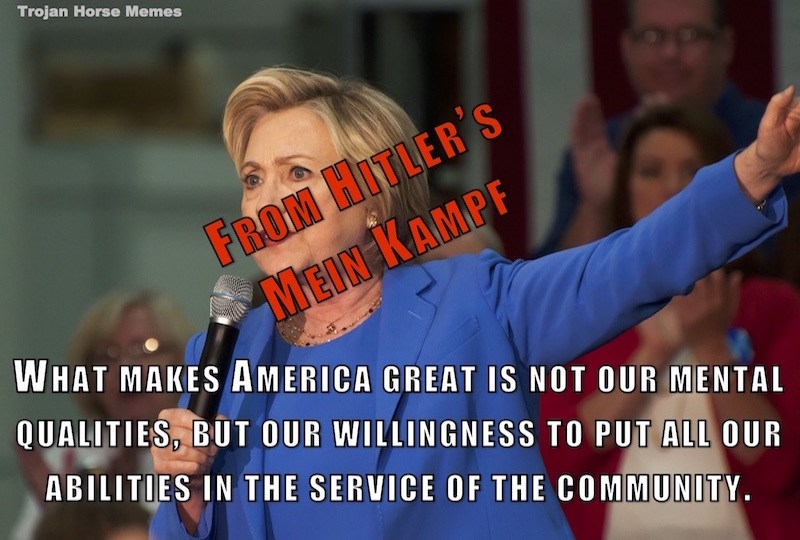 Trojan Horse Memes
FROM HITLER'S
MEIN KAMPF
WHAT MAKES AMERICA GREAT IS NOT OUR MENTAL
QUALITIES, BUT OUR WILLINGNESS TO PUT ALL OUR
ABILITIES IN THE SERVICE OF THE COMMUNITY.